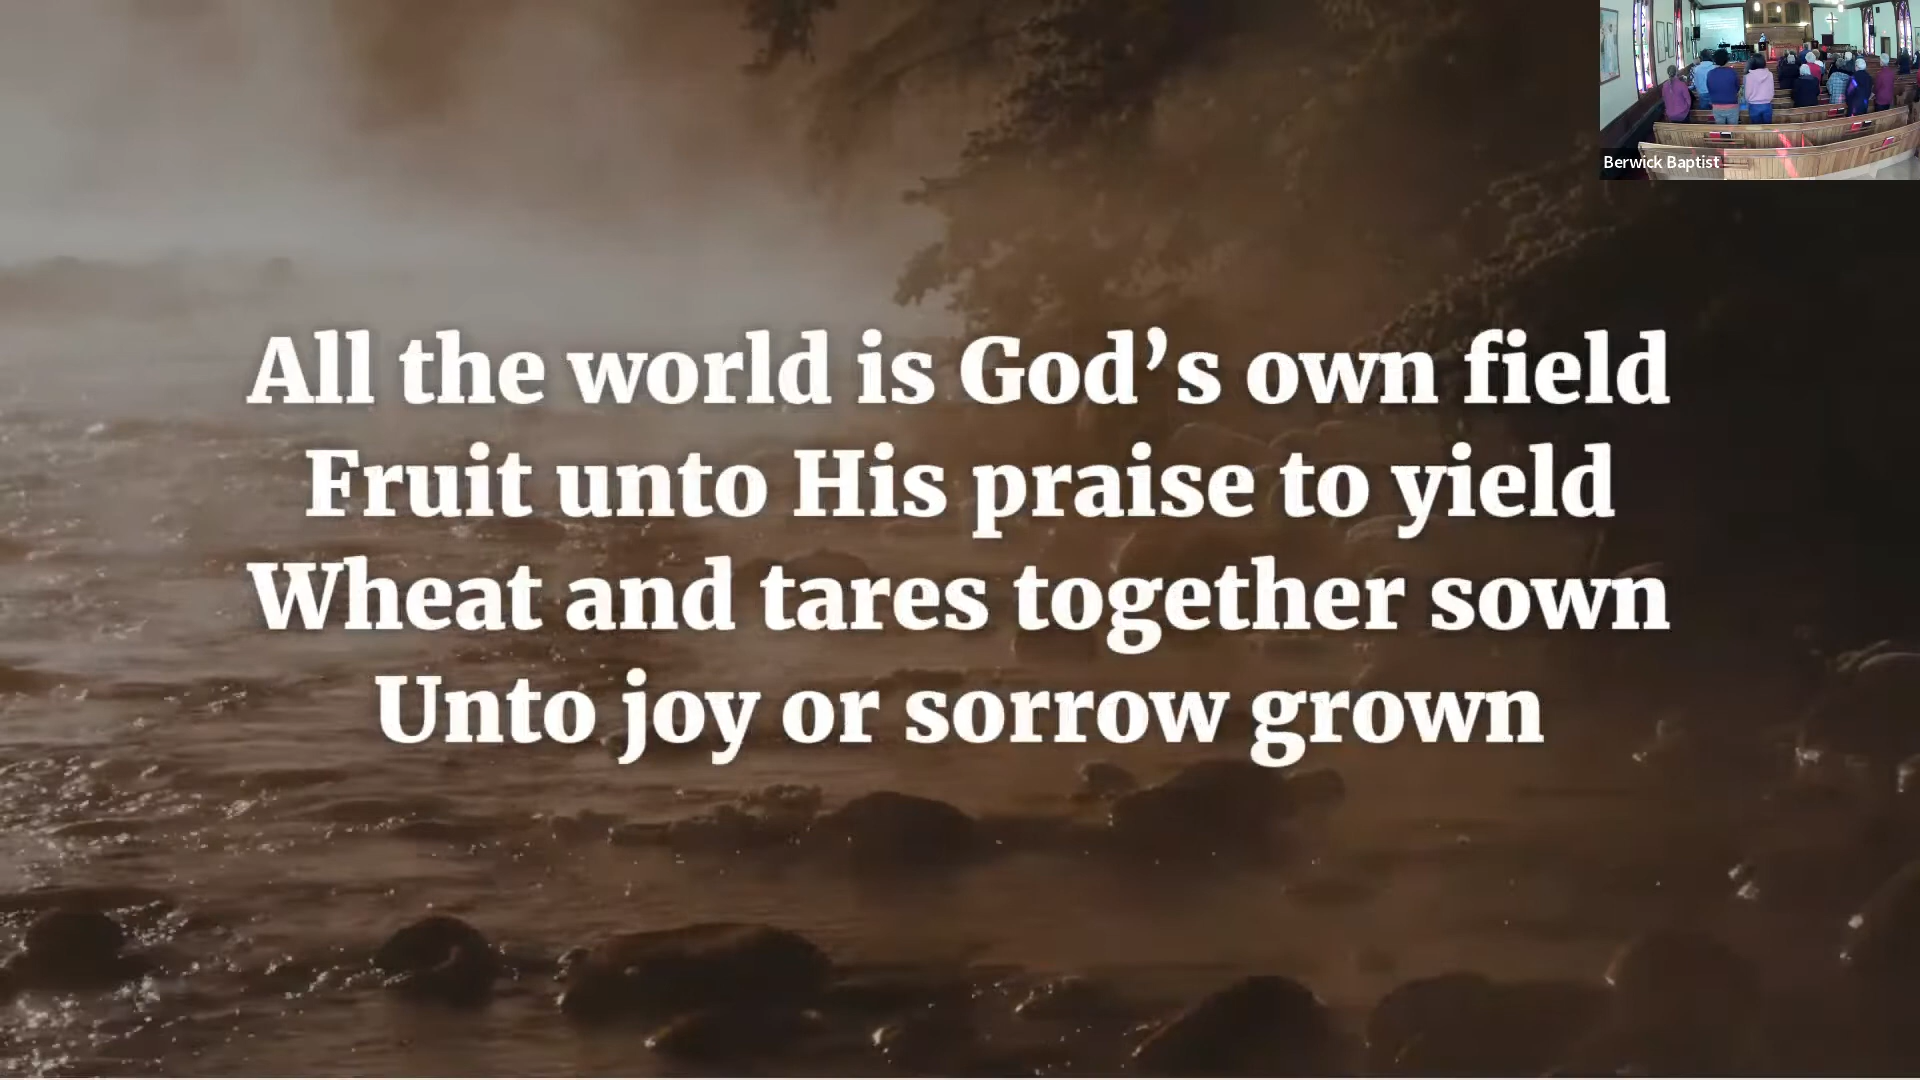 All the world is God’s own field
Fruit unto His praise to yield
Wheat and tares together sown
Unto joy or sorrow grown
Berwick Baptist